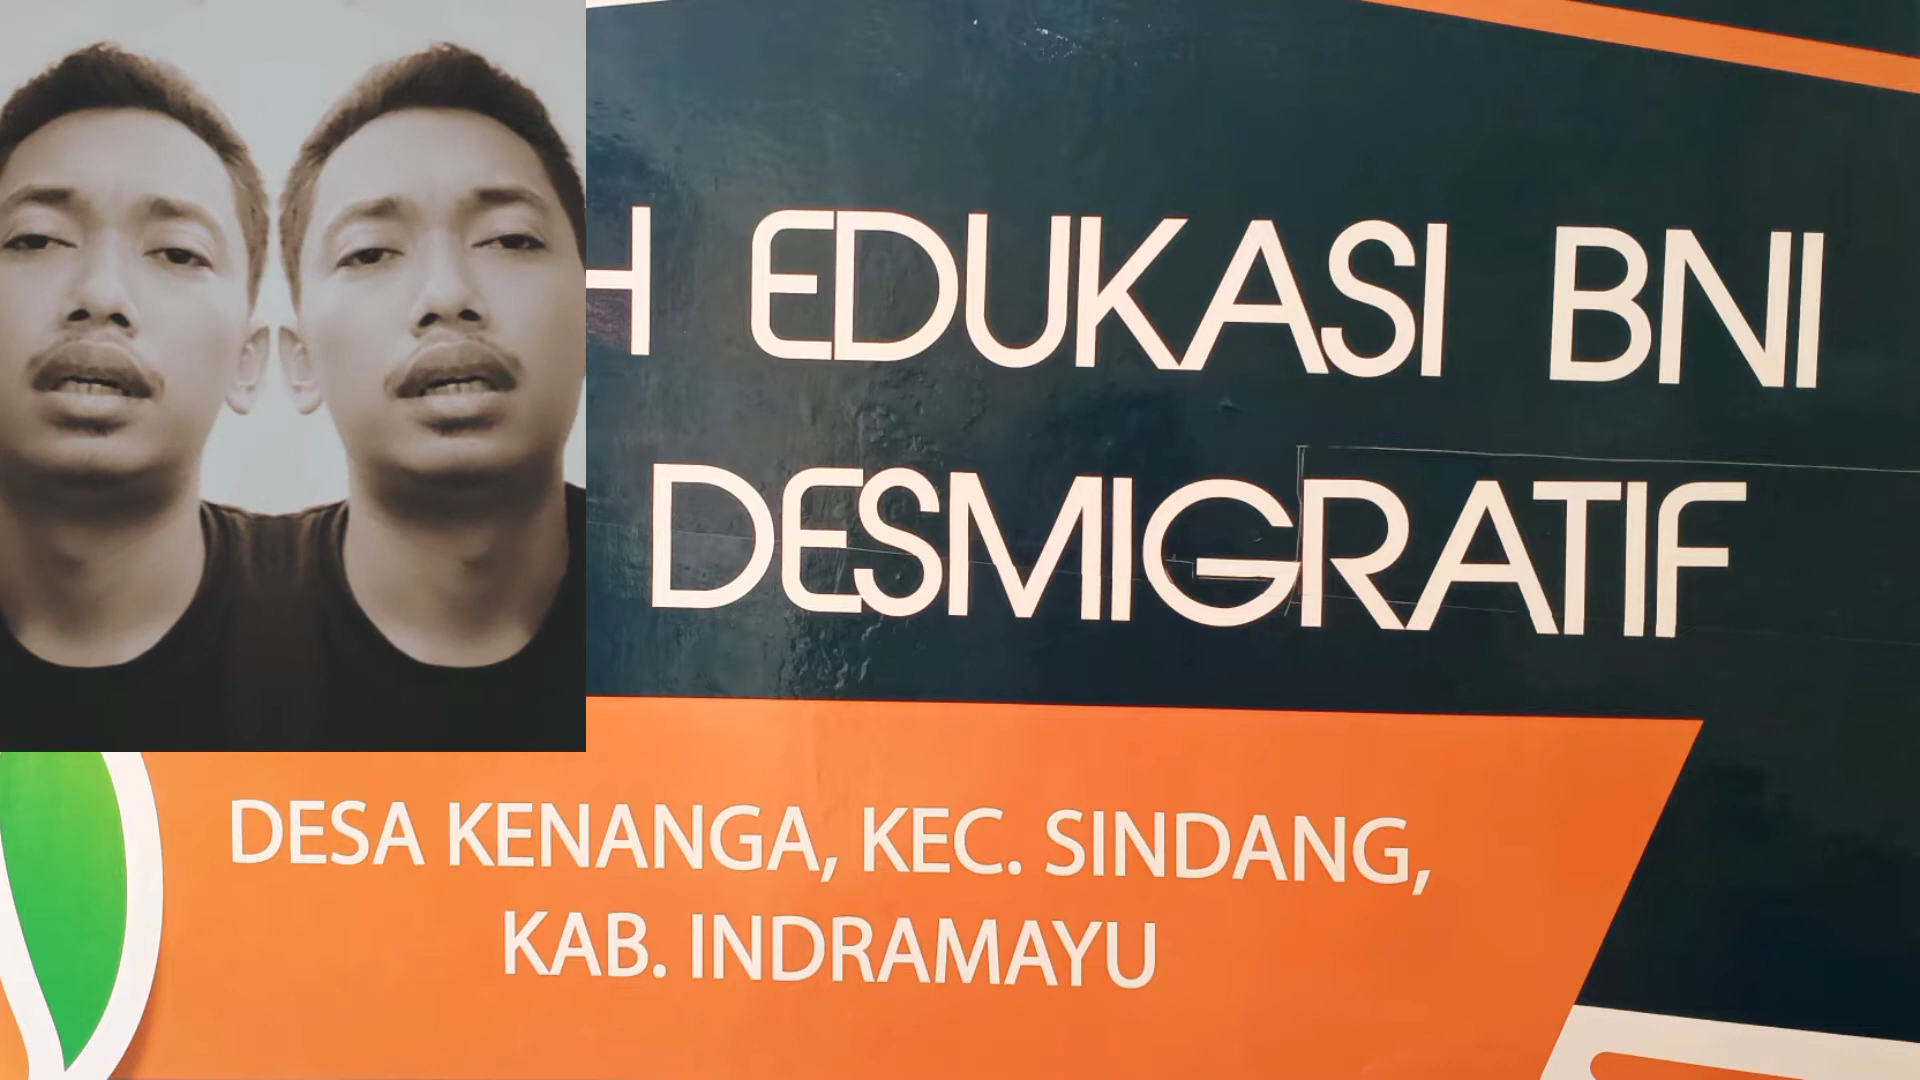 H EDUKASI BNI
DESMIGRATIF
DESA KENANGA, KEC. SINDANG,
KAB. INDRAMAYU